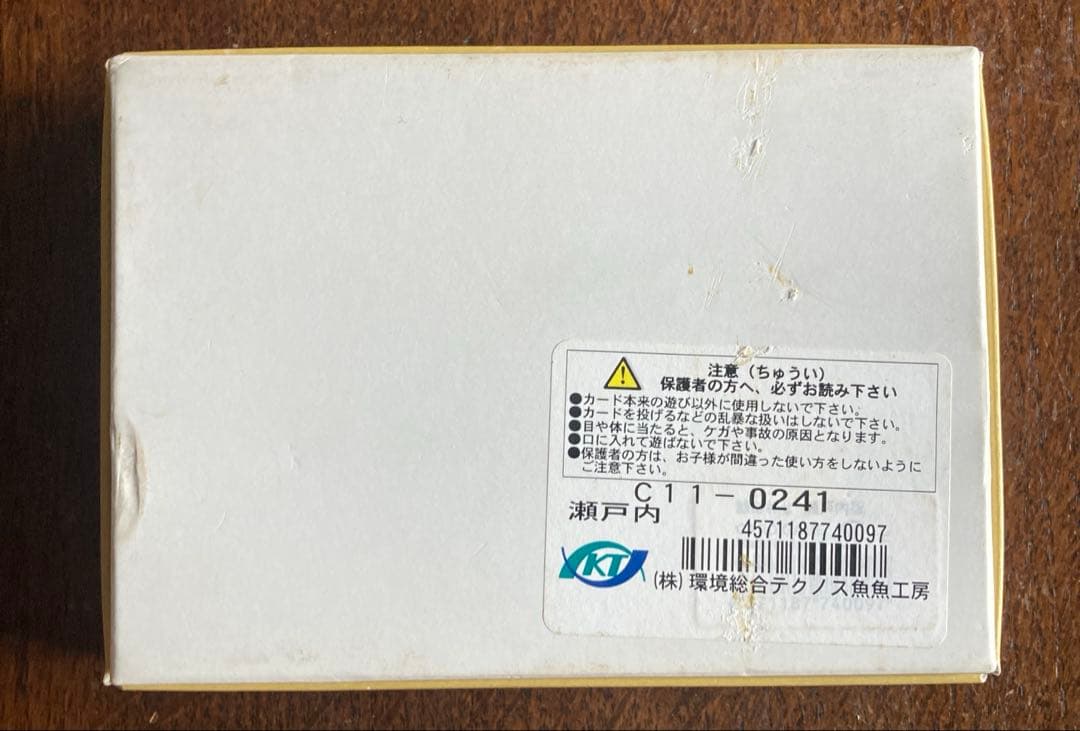 注意（ちゅうい）
保護者の方へ、必ずお読み下さい
●カード本来の遊び以外に使用しないで下さい。
●カードを投げるなどの乱暴な扱いはしないで下さい。
●目や体に当たると、ケガや事故の原因となります。
●口に入れて遊ばないで下さい。
●保護者の方は、お子様が間違った使い方をしないように
ご注意下さい。
C11-0241
瀬戸内
4571187740097
KT
(株)環境総合テクノス魚魚工房